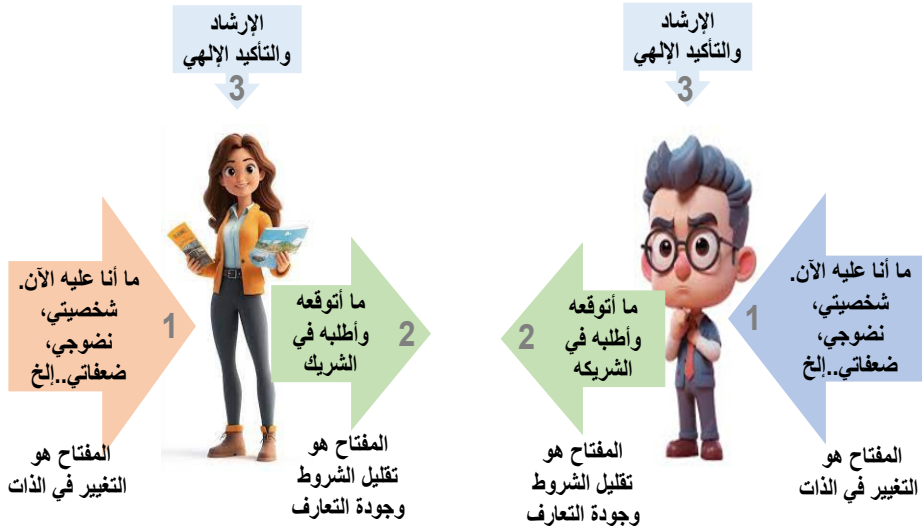 الإرشاد
والتأكيد الإلهي
3
ما أنا عليه الآن.
شخصيتي،
نضوجي،
ضعفاتي..إلخ
1
المفتاح هو
التغيير في الذات
ما أتوقعه
وأطلبه في
الشريكه
2
المفتاح هو
تقليل الشروط
وجودة التعارف
الإرشاد
والتأكيد الإلهي
3
ما أتوقعه
وأطلبه في
الشريك
2
المفتاح هو
تقليل الشروط
وجودة التعارف
ما أنا عليه الآن.
شخصيتي،
نضوجي،
ضعفاتي..إلخ
1
المفتاح هو
التغيير في الذات